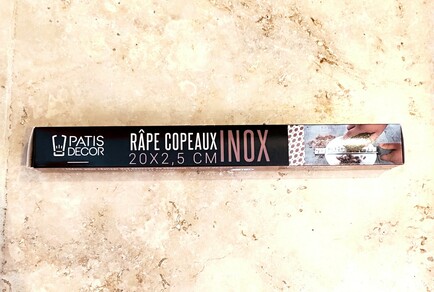 PATIS
DECOR
RÂPE COPEAUX
20X2,5 CM
INOX